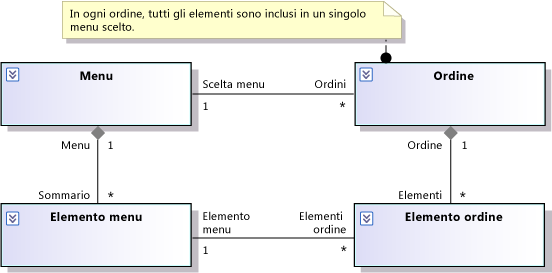 In ogni ordine, tutti gli elementi sono inclusi in un singolo
menu scelto.
Menu
Ordine
Scelta menu
Ordini
1
*
Menu
1
Ordine
1
Sommario
*
Elementi
*
Elemento menu
Elemento ordine
Elemento
menu
Elementi
ordine
1
*